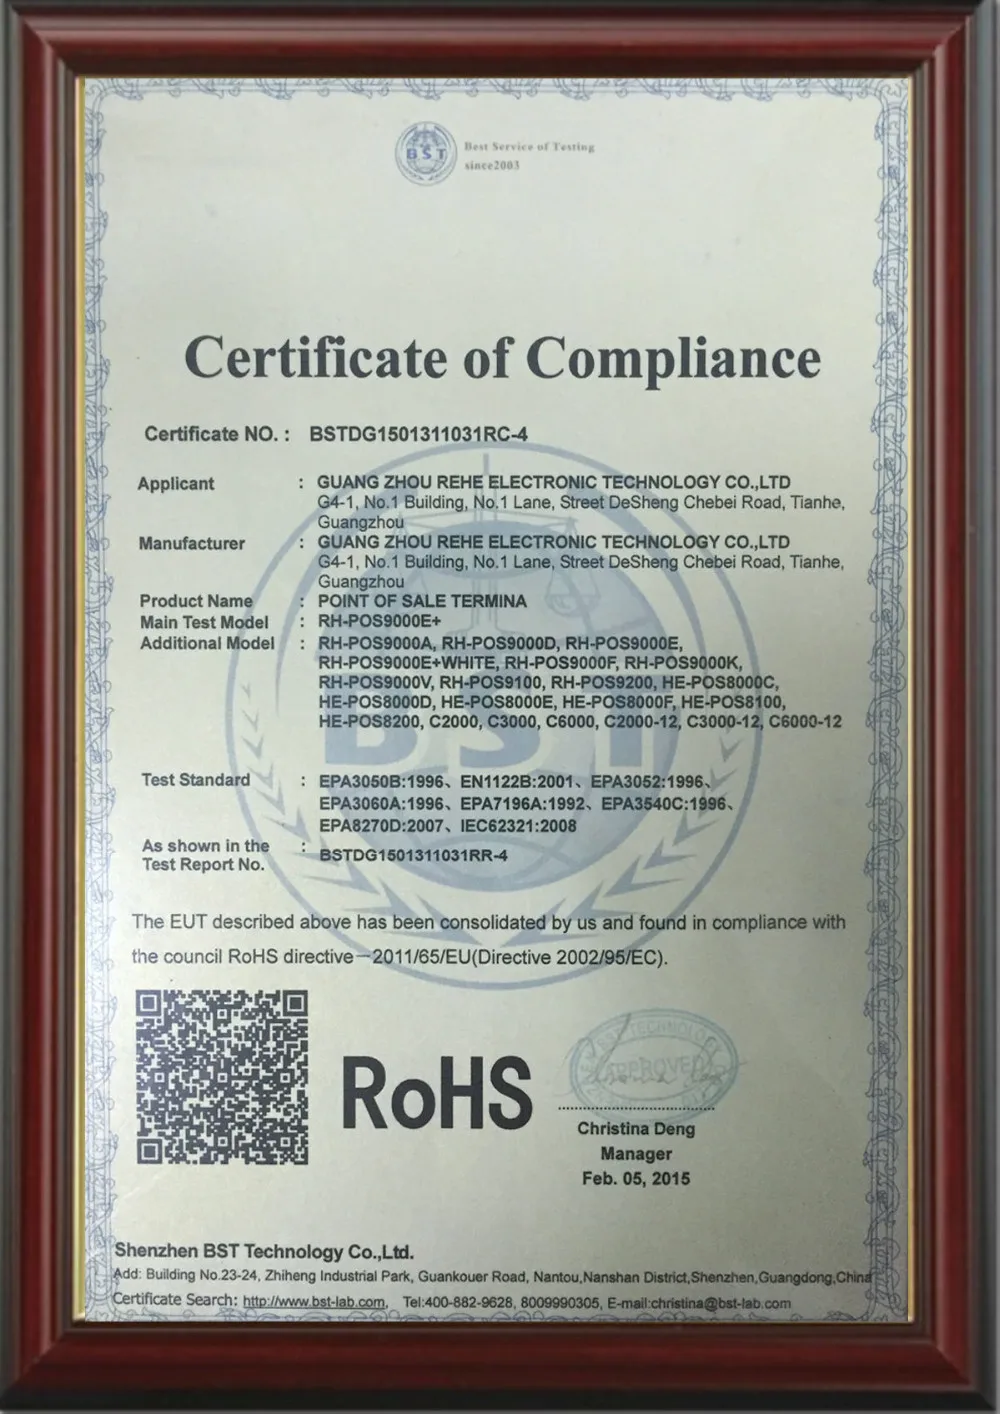 BST
Best Service of Testing
since2003
Certificate of Compliance
Certificate NO. : BSTDG1501311031RC-4
Applicant : GUANG ZHOU REHE ELECTRONIC TECHNOLOGY CO.,LTD
G4-1, No.1 Building, No.1 Lane, Street DeSheng Chebei Road, Tianhe,
Guangzhou
Manufacturer : GUANG ZHOU REHE ELECTRONIC TECHNOLOGY CO.,LTD
G4-1, No.1 Building, No.1 Lane, Street DeSheng Chebei Road, Tianhe,
Guangzhou
Product Name : POINT OF SALE TERMINA
Main Test Model : RH-POS9000E+
Additional Model : RH-POS9000A, RH-POS9000D, RH-POS9000E,
RH-POS9000E+WHITE, RH-POS9000F, RH-POS9000K,
RH-POS9000V, RH-POS9100, RH-POS9200, HE-POS8000C,
HE-POS8000D, HE-POS8000E, HE-POS8000F, HE-POS8100,
HE-POS8200, C2000, C3000, C6000, C2000-12, C3000-12, C6000-12
BST
Test Standard : EPA3050B:1996、EN1122B:2001、EPA3052:1996、
EPA3060A:1996、EPA7196A:1992、EPA3540C:1996、
EPA8270D:2007、IEC62321:2008
As shown in the
Test Report No. : BSTDG1501311031RR-4
The EUT described above has been consolidated by us and found in compliance with
the council RoHS directive—2011/65/EU(Directive 2002/95/EC).
RoHS
BST TECHNOLOGY
APPROVED
Christina Deng
Manager
Feb. 05, 2015
Shenzhen BST Technology Co.,Ltd.
Add: Building No.23-24, Zhiheng Industrial Park, Guankouer Road, Nantou,Nanshan District,Shenzhen,Guangdong,China
Certificate Search: http://www.bst-lab.com, Tel:400-882-9628, 8009990305, E-mail:christina@bst-lab.com